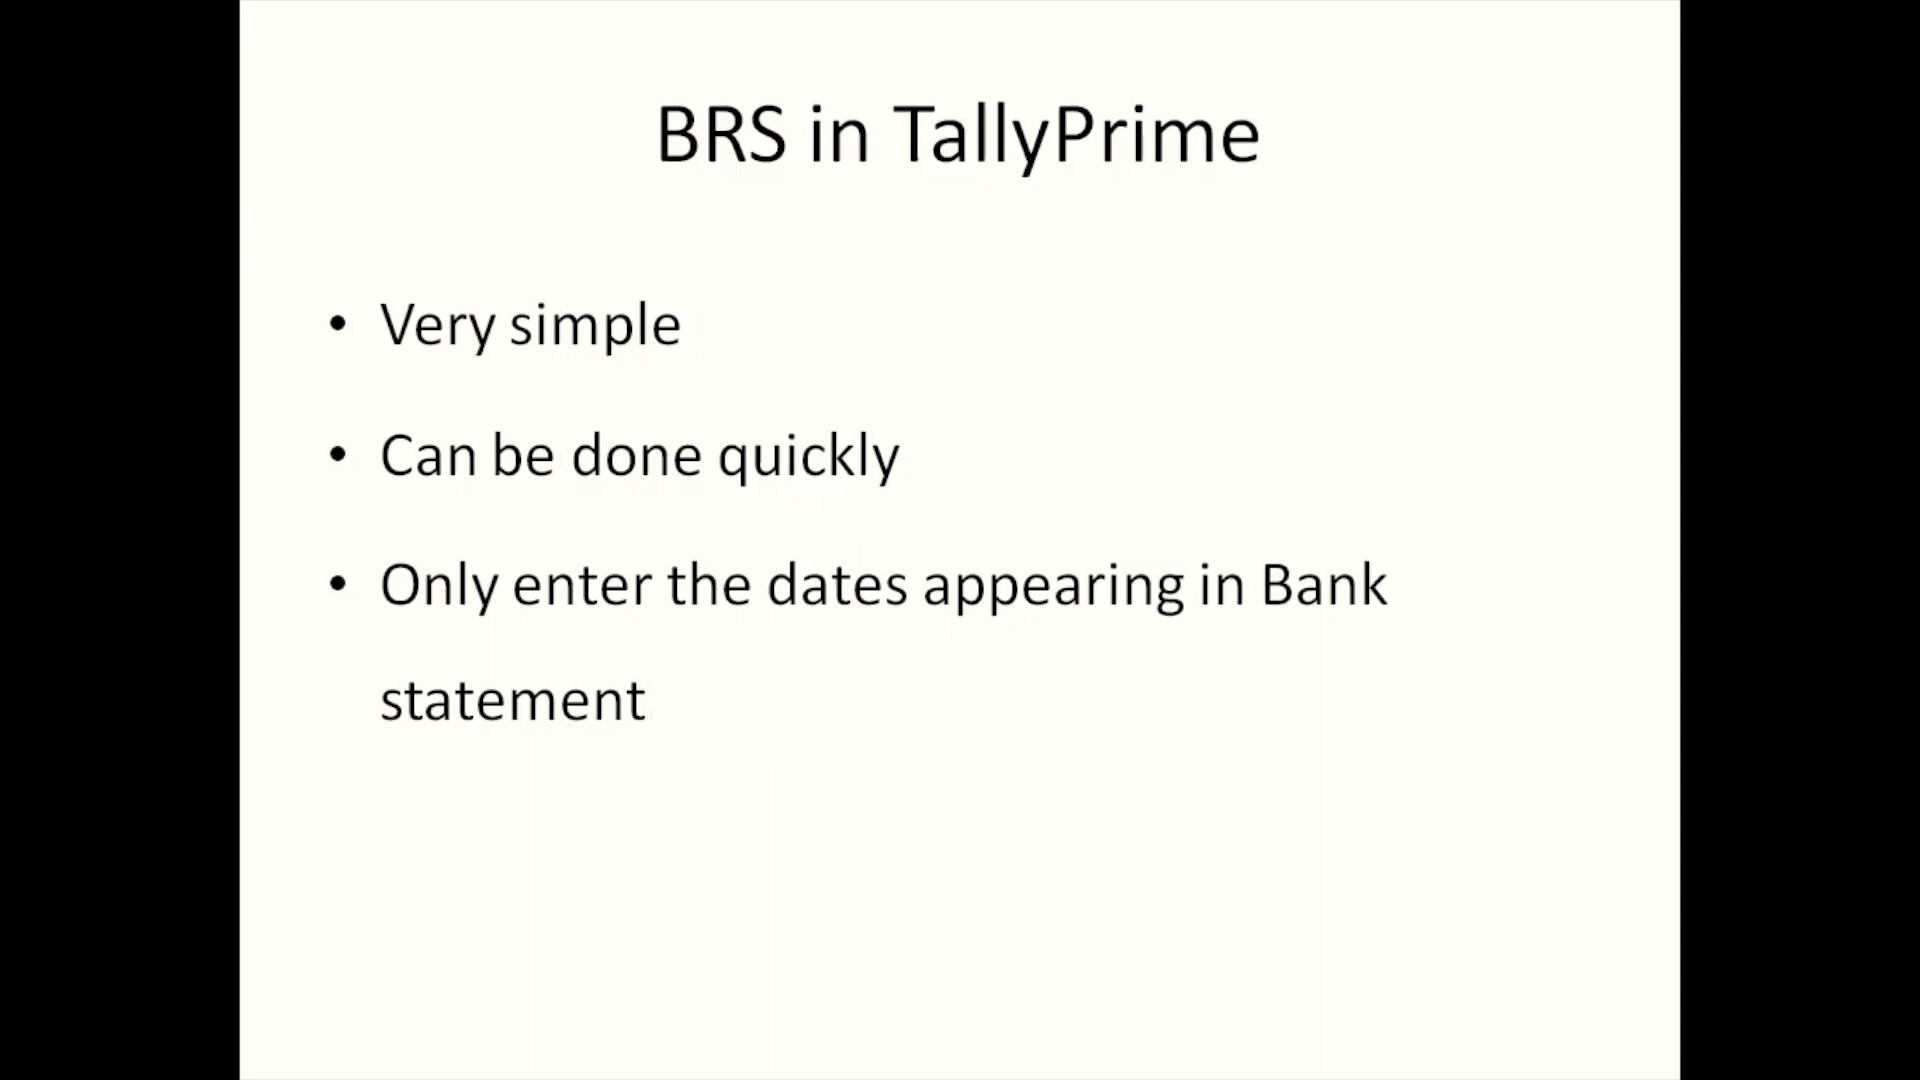 BRS in TallyPrime
• Very simple
• Can be done quickly
• Only enter the dates appearing in Bank
statement